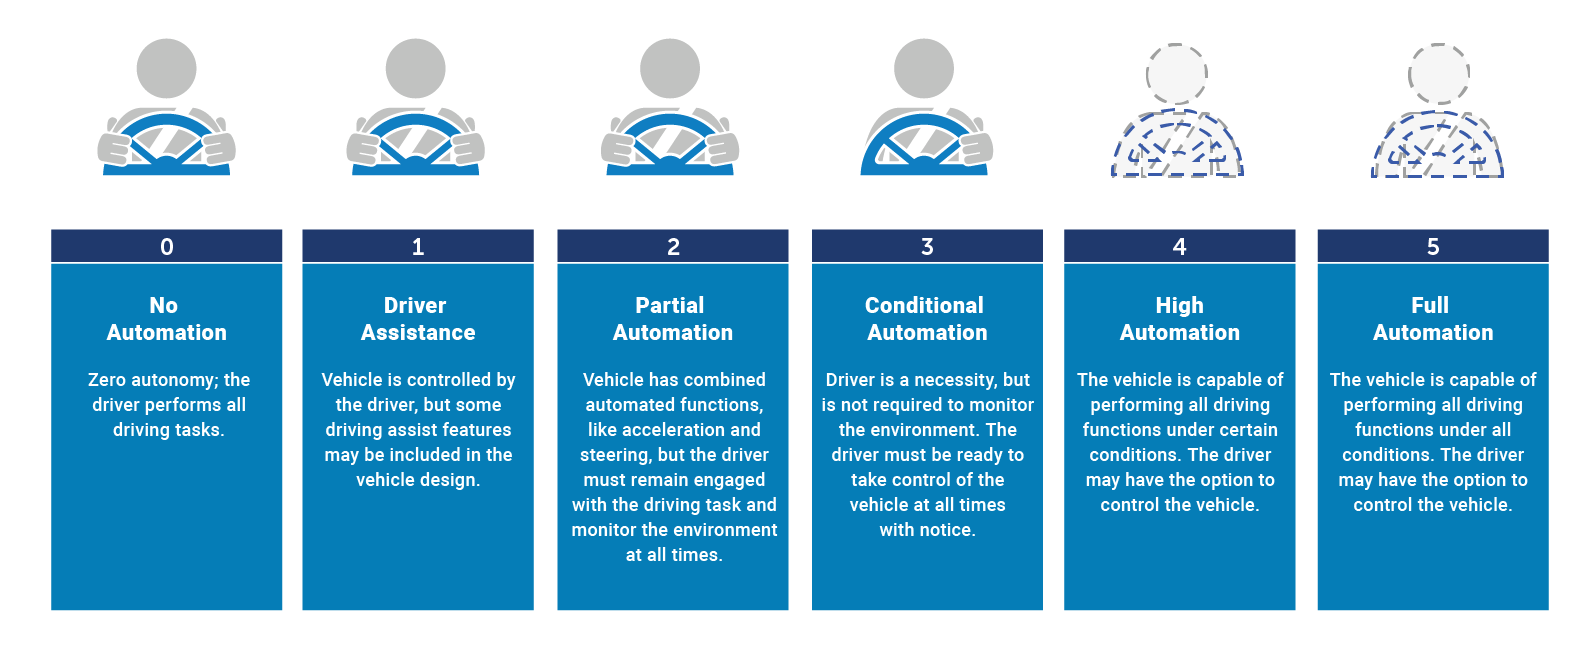 0
No
Automation
Zero autonomy; the
driver performs all
driving tasks.
1
Driver
Assistance
Vehicle is controlled by
the driver, but some
driving assist features
may be included in the
vehicle design.
2
Partial
Automation
Vehicle has combined
automated functions,
like acceleration and
steering, but the driver
must remain engaged
with the driving task and
monitor the environment
at all times.
3
Conditional
Automation
Driver is a necessity, but
is not required to monitor
the environment. The
driver must be ready to
take control of the
vehicle at all times
with notice.
4
High
Automation
The vehicle is capable of
performing all driving
functions under certain
conditions. The driver
may have the option to
control the vehicle.
5
Full
Automation
The vehicle is capable of
performing all driving
functions under all
conditions. The driver
may have the option to
control the vehicle.